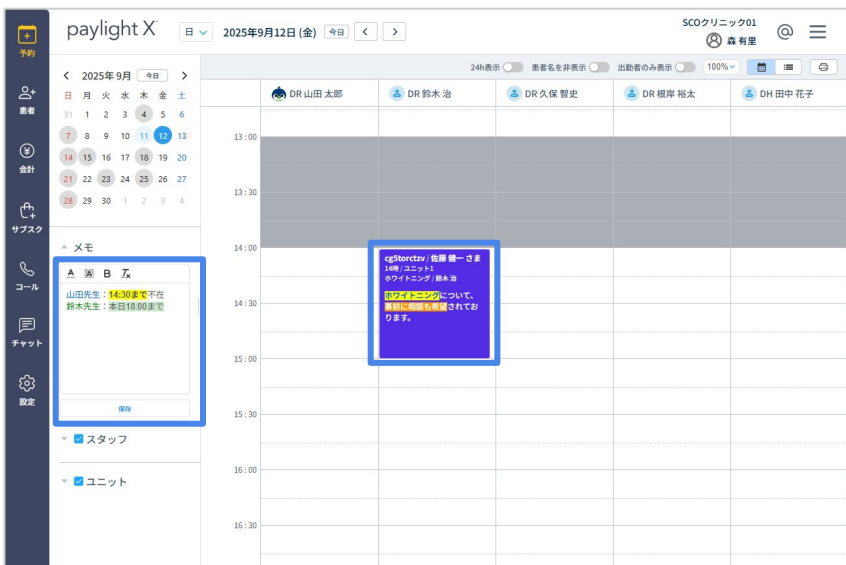 予約
患者
会計
サブスク
コール
チャット
設定
paylight X
日
2025年9月12日 (金)
今日
SCOクリニック01
森 有里
24h表示
患者名を非表示
出勤者のみ表示
100%
2025年 9月
今日
日 月 火 水 木 金 土
31 1 2 3 4 5 6
7 8 9 10 11 12 13
14 15 16 17 18 19 20
21 22 23 24 25 26 27
28 29 30 1 2 3 4
メモ
A A B Tx
山田先生：14:30まで不在
鈴木先生：本日18:00まで
保存
スタッフ
ユニット
DR 山田 太郎
DR 鈴木 治
DR 久保 智史
DR 根岸 裕太
DH 田中 花子
13:00
13:30
14:00
14:30
15:00
15:30
16:00
16:30
cg5torctzv / 佐藤 健一 さま
14時 / ユニット1
ホワイトニング / 鈴木 治
ホワイトニングについて、
事前に相談も希望されてお
ります。